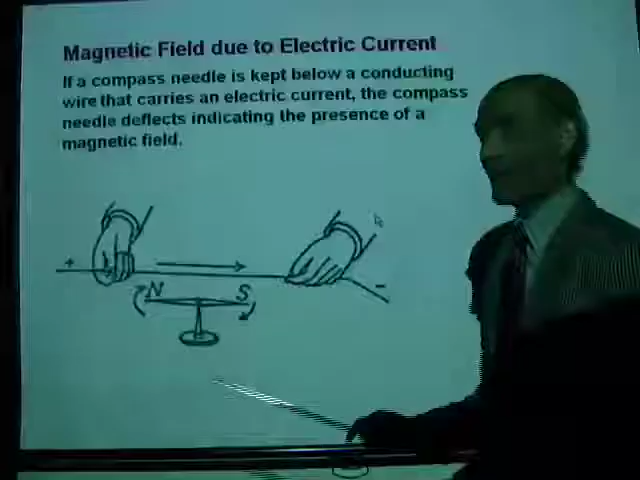 Magnetic Field due to Electric Current
If a compass needle is kept below a conducting
wire that carries an electric current, the compass
needle deflects indicating the presence of a
magnetic field.
+
-
N S